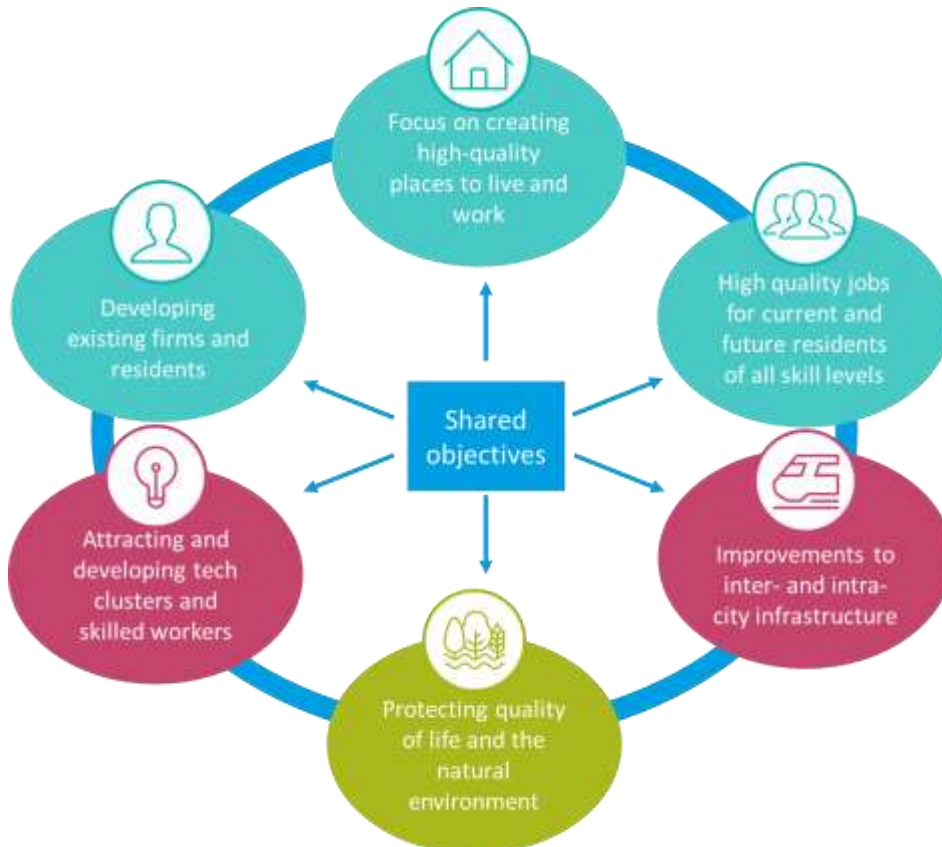 Focus on creating
high-quality
places to live and
work
Developing
existing firms and
residents
High quality jobs
for current and
future residents
of all skill levels
Shared
objectives
Attracting and
developing tech
clusters and
skilled workers
Improvements to
inter- and intra-
city infrastructure
Protecting quality
of life and the
natural
environment